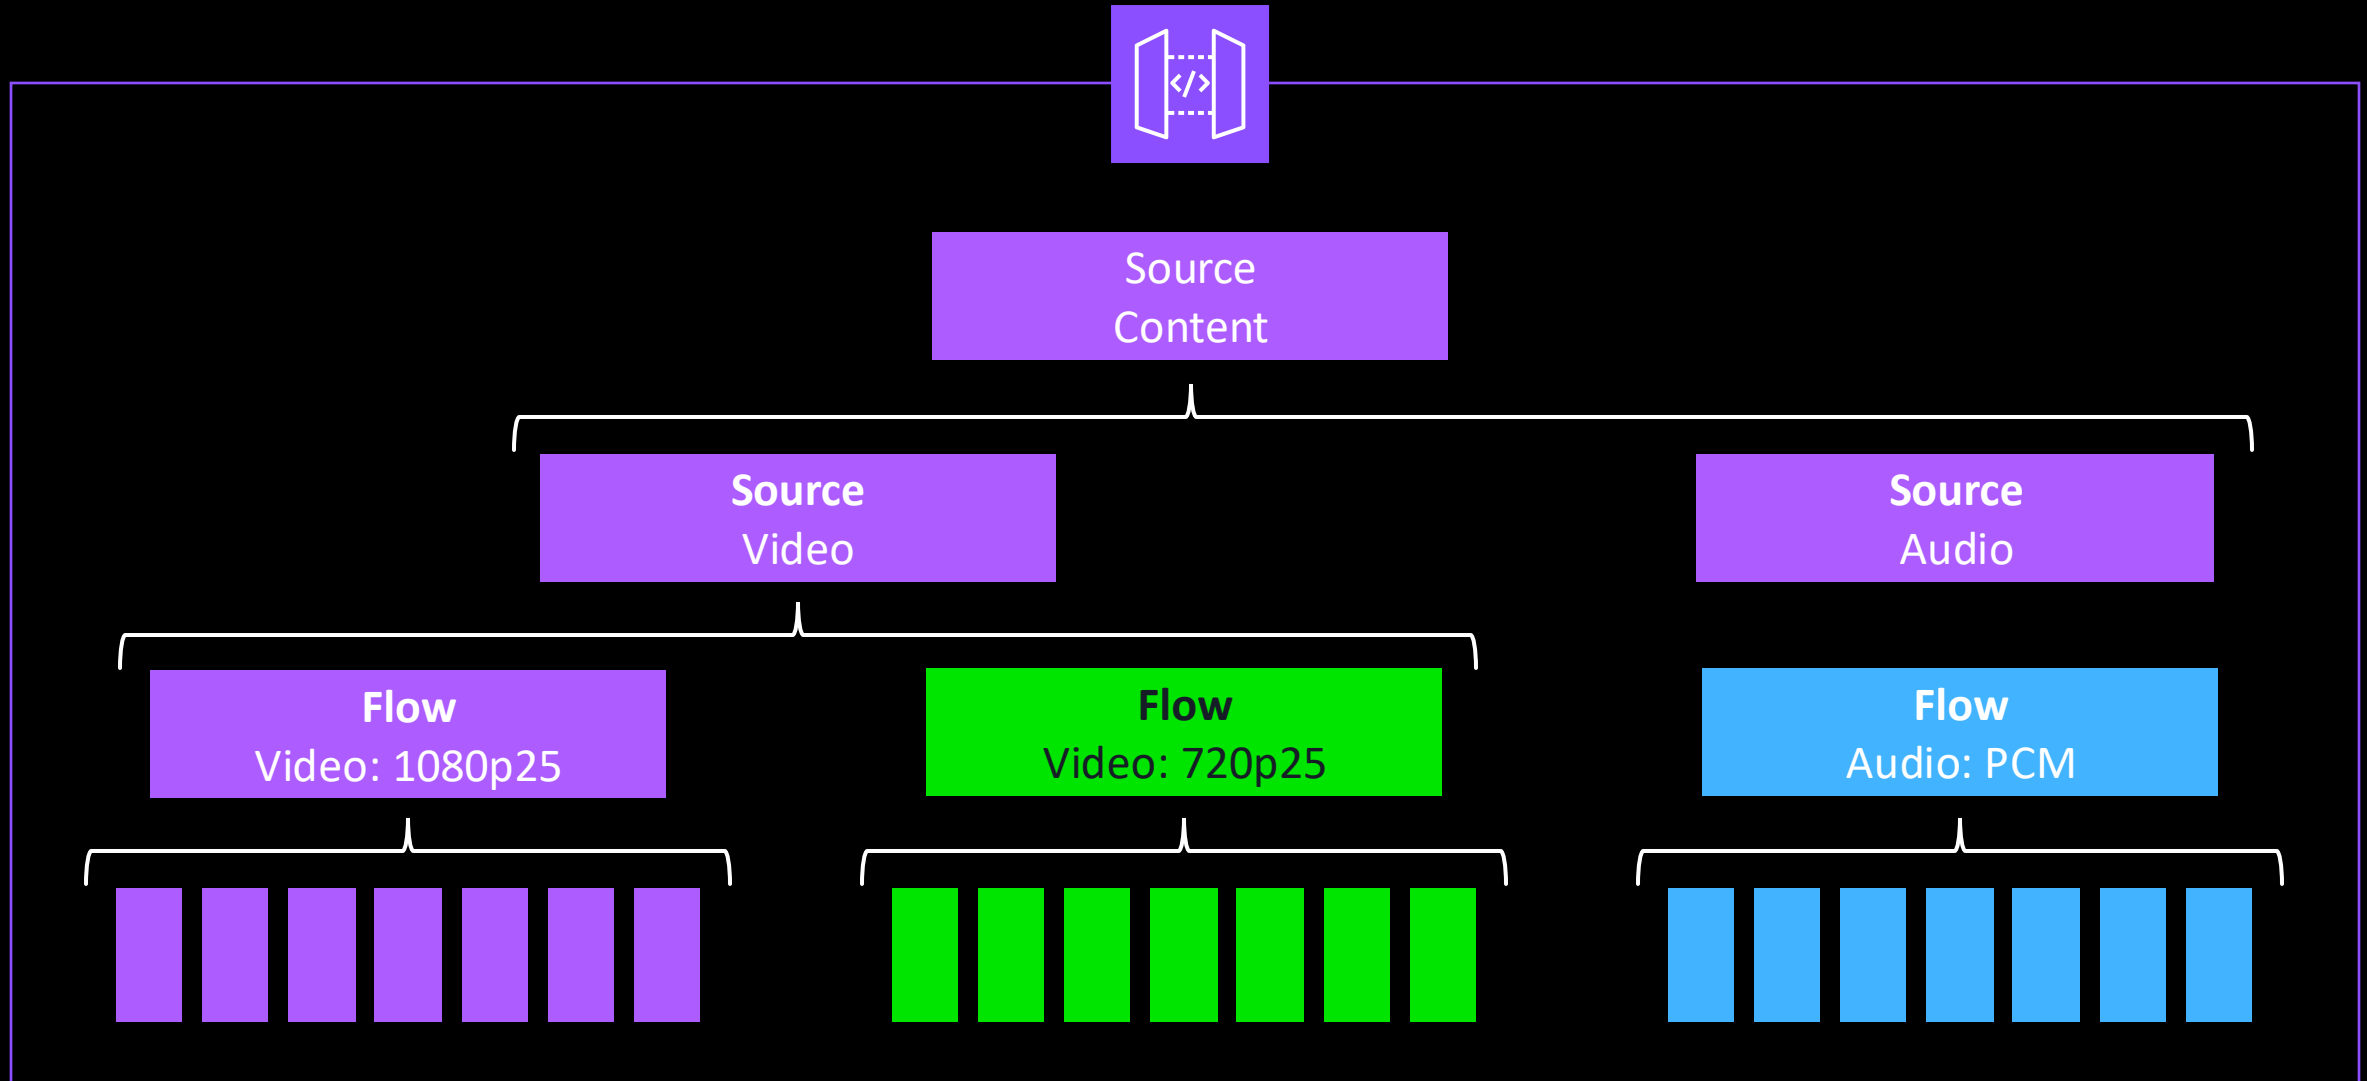 </>
Source
Content
Source
Video
Source
Audio
Flow
Video: 1080p25
Flow
Video: 720p25
Flow
Audio: PCM